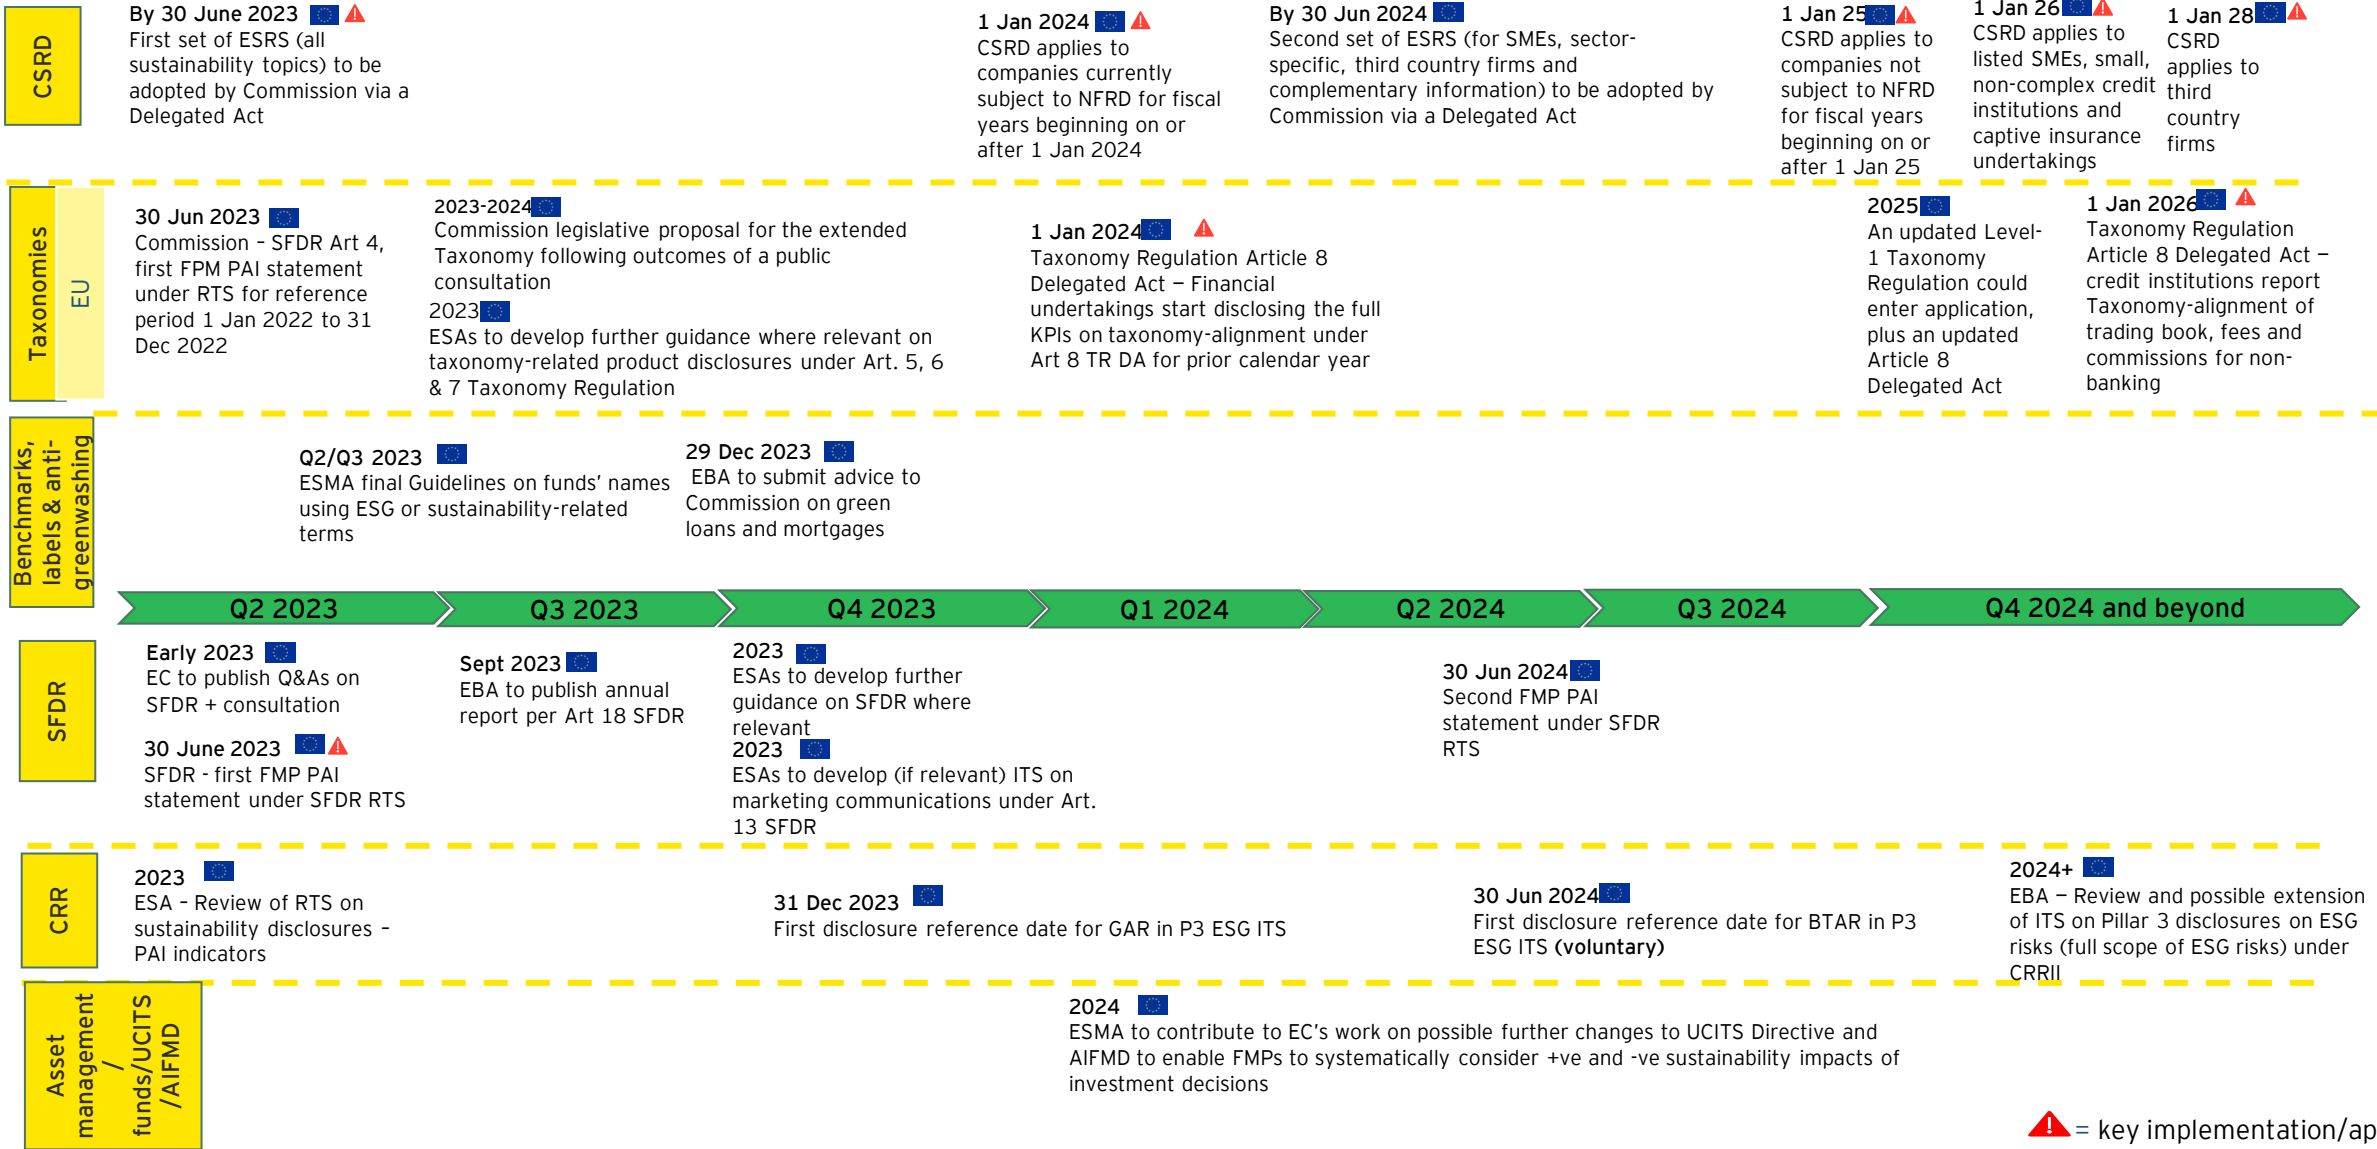 CSRD
By 30 June 2023
First set of ESRS (all
sustainability topics) to be
adopted by Commission via a
Delegated Act
1 Jan 2024
CSRD applies to
companies currently
subject to NFRD for fiscal
years beginning on or
after 1 Jan 2024
By 30 Jun 2024
Second set of ESRS (for SMEs, sector-
specific, third country firms and
complementary information) to be adopted by
Commission via a Delegated Act
1 Jan 25
CSRD applies to
companies not
subject to NFRD
for fiscal years
beginning on or
after 1 Jan 25
1 Jan 26
CSRD applies to
listed SMEs, small,
non-complex credit
institutions and
captive insurance
undertakings
1 Jan 28
CSRD
applies to
third
country
firms
Taxonomies
EU
30 Jun 2023
Commission – SFDR Art 4,
first FPM PAI statement
under RTS for reference
period 1 Jan 2022 to 31
Dec 2022
2023-2024
Commission legislative proposal for the extended
Taxonomy following outcomes of a public
consultation
2023
ESAs to develop further guidance where relevant on
taxonomy-related product disclosures under Art. 5, 6
& 7 Taxonomy Regulation
1 Jan 2024
Taxonomy Regulation Article 8
Delegated Act – Financial
undertakings start disclosing the full
KPIs on taxonomy-alignment under
Art 8 TR DA for prior calendar year
2025
An updated Level-
1 Taxonomy
Regulation could
enter application,
plus an updated
Article 8
Delegated Act
1 Jan 2026
Taxonomy Regulation
Article 8 Delegated Act –
credit institutions report
Taxonomy-alignment of
trading book, fees and
commissions for non-
banking
Benchmarks,
labels & anti-
greenwashing
Q2/Q3 2023
ESMA final Guidelines on funds' names
using ESG or sustainability-related
terms
29 Dec 2023
EBA to submit advice to
Commission on green
loans and mortgages
Q2 2023
Q3 2023
Q4 2023
Q1 2024
Q2 2024
Q3 2024
Q4 2024 and beyond
SFDR
Early 2023
EC to publish Q&As on
SFDR + consultation
30 June 2023
SFDR - first FMP PAI
statement under SFDR RTS
Sept 2023
EBA to publish annual
report per Art 18 SFDR
2023
ESAs to develop further
guidance on SFDR where
relevant
2023
ESAs to develop (if relevant) ITS on
marketing communications under Art.
13 SFDR
30 Jun 2024
Second FMP PAI
statement under SFDR
RTS
CRR
2023
ESA – Review of RTS on
sustainability disclosures –
PAI indicators
31 Dec 2023
First disclosure reference date for GAR in P3 ESG ITS
30 Jun 2024
First disclosure reference date for BTAR in P3
ESG ITS (voluntary)
2024+
EBA – Review and possible extension
of ITS on Pillar 3 disclosures on ESG
risks (full scope of ESG risks) under
CRRII
Asset
management
/
funds/UCITS
/AIFMD
2024
ESMA to contribute to EC's work on possible further changes to UCITS Directive and
AIFMD to enable FMPs to systematically consider +ve and -ve sustainability impacts of
investment decisions
= key implementation/ap